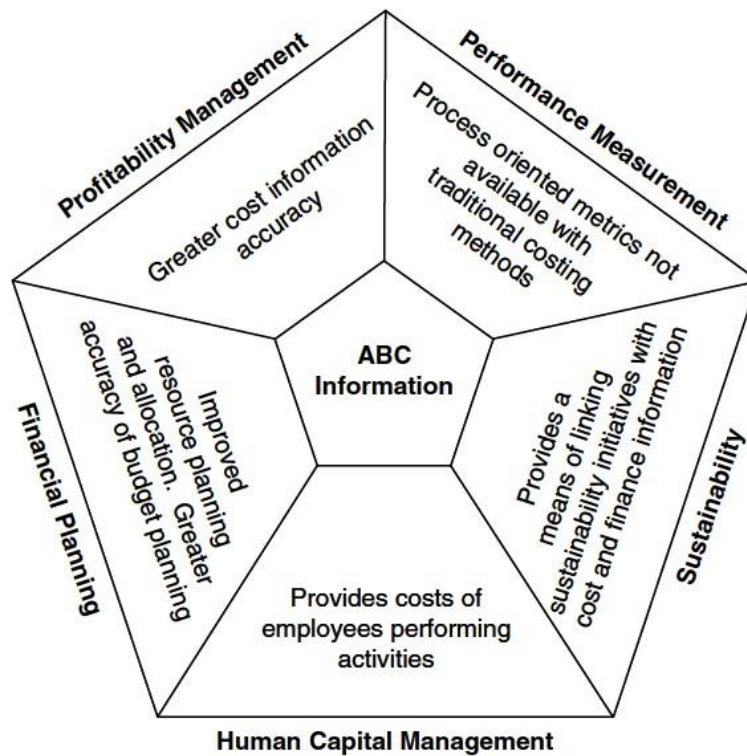 Profitability Management
Performance Measurement
Greater cost information
accuracy
Process oriented metrics not
available with
traditional costing
methods
ABC
Information
Financial Planning
Improved
resource planning
and allocation. Greater
accuracy of budget planning
Provides a
means of linking
sustainability initiatives with
cost and finance information
Sustainability
Provides costs of
employees performing
activities
Human Capital Management